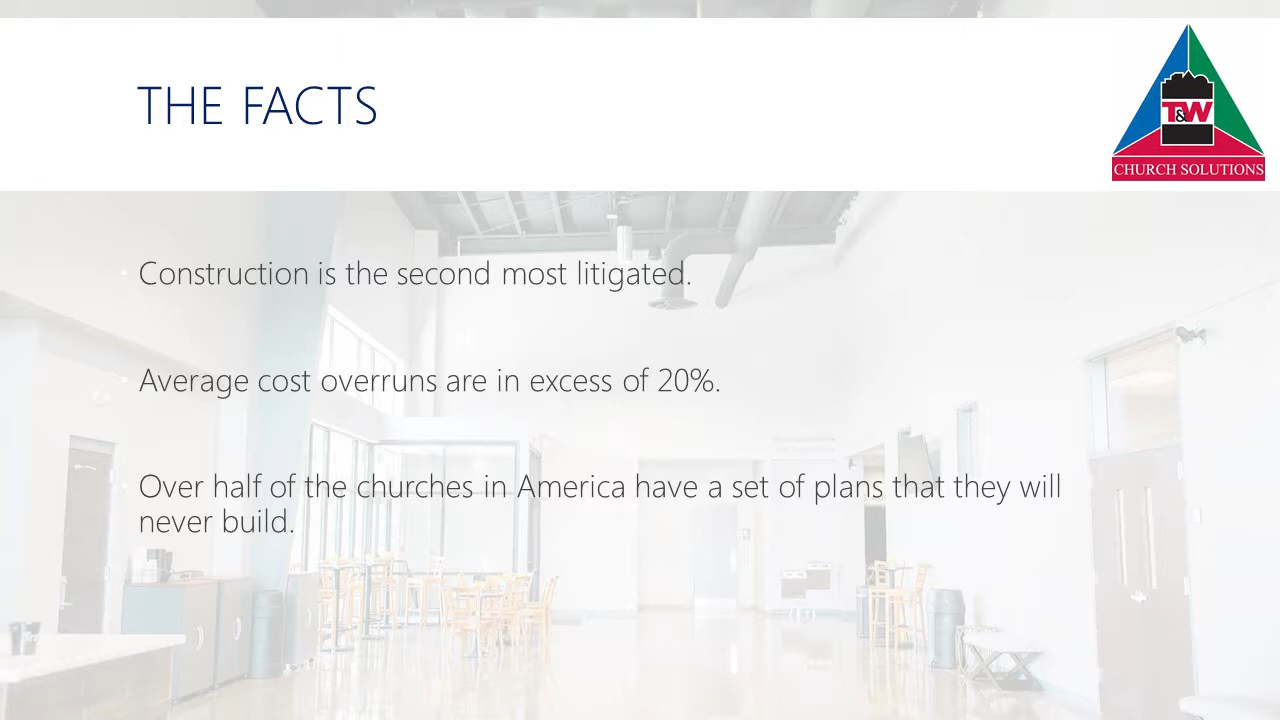 THE FACTS
T&W
CHURCH SOLUTIONS
Construction is the second most litigated.
Average cost overruns are in excess of 20%.
Over half of the churches in America have a set of plans that they will
never build.